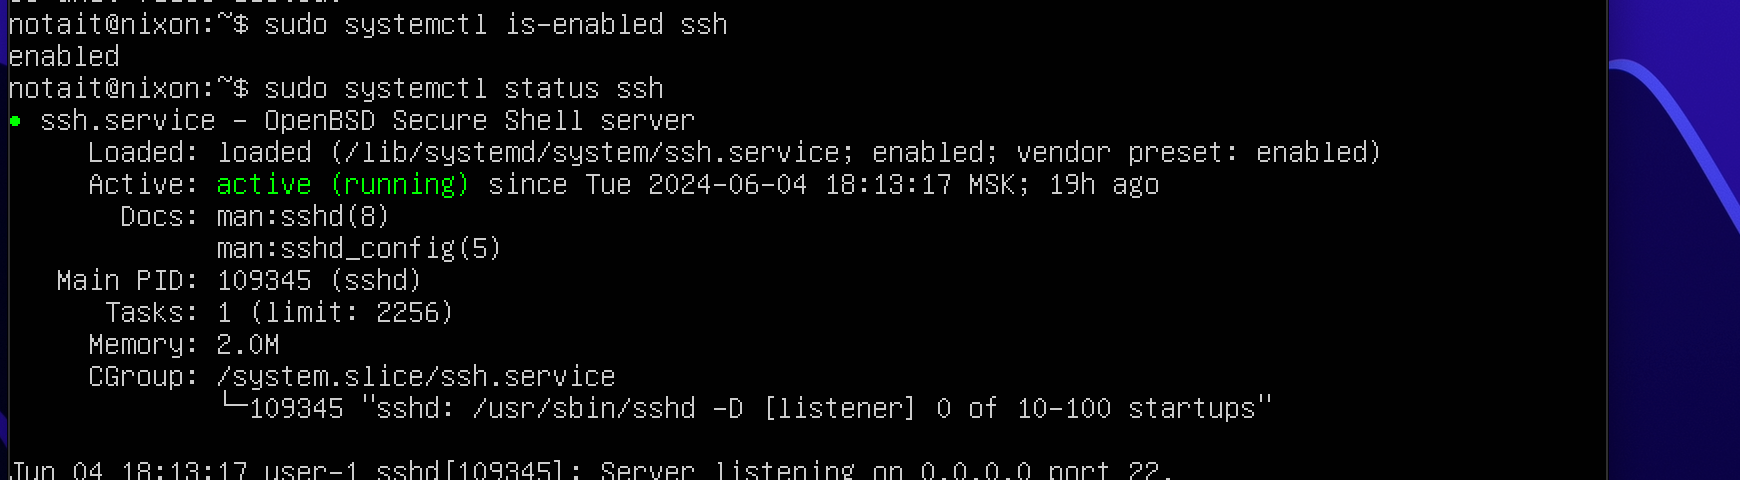 notait@nixon:~$ sudo systemctl is-enabled ssh
enabled
notait@nixon:~$ sudo systemctl status ssh
● ssh.service - OpenBSD Secure Shell server
Loaded: loaded (/lib/systemd/system/ssh.service; enabled; vendor preset: enabled)
Active: active (running) since Tue 2024-06-04 18:13:17 MSK; 19h ago
Docs: man:sshd(8)
man:sshd_config(5)
Main PID: 109345 (sshd)
Tasks: 1 (limit: 2256)
Memory: 2.0M
CGroup: /system.slice/ssh.service
└─109345 "sshd: /usr/sbin/sshd -D [listener] 0 of 10-100 startups"
Jun 04 18:13:17 user-1 sshd[109345]: Server listening on 0.0.0.0 port 22.